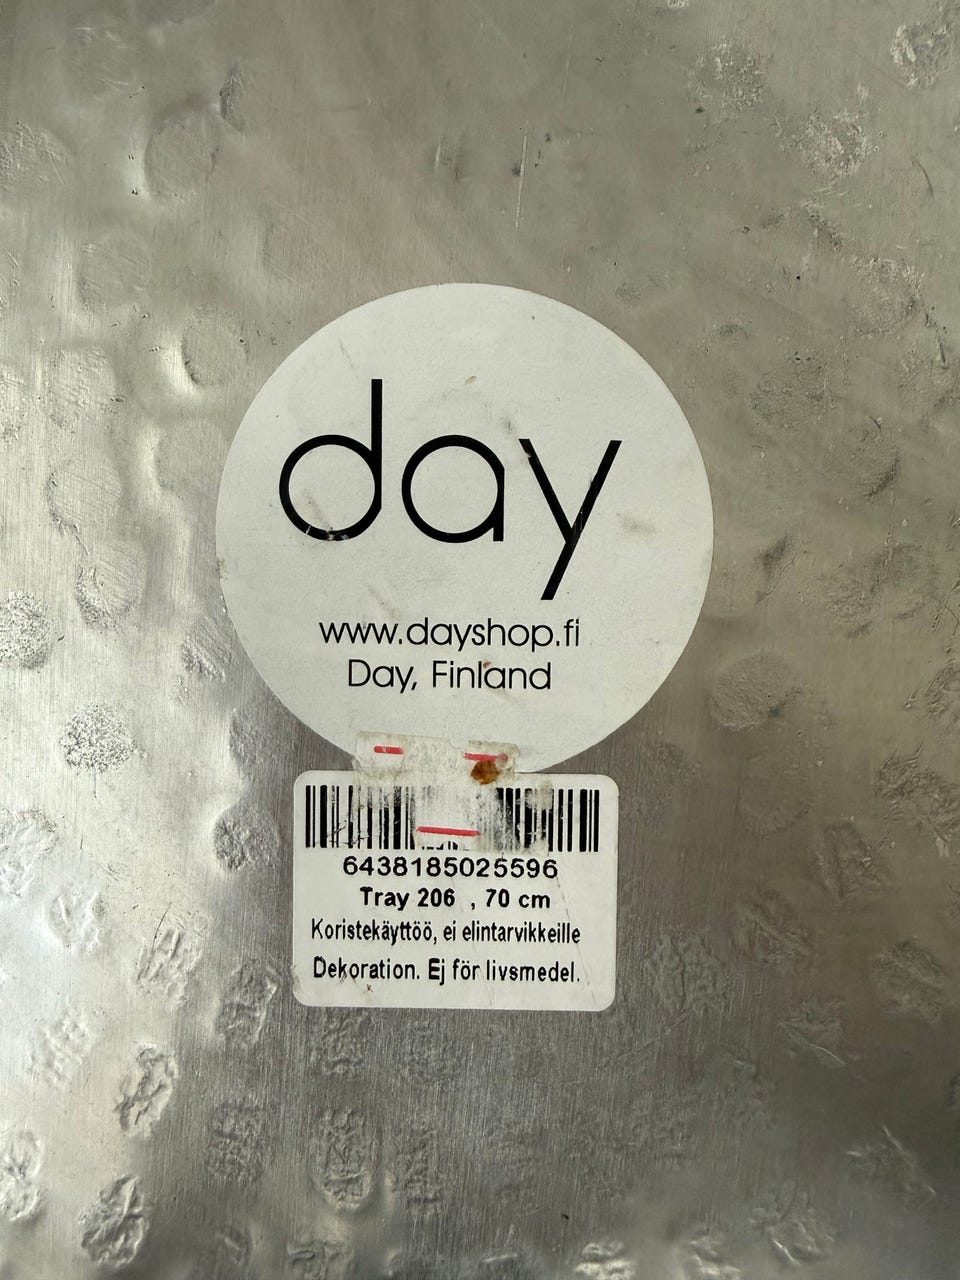 day
www.dayshop.fi
Day, Finland
6438185025596
Tray 206 , 70 cm
Koristekäyttöö, ei elintarvikkeille
Dekoration. Ej för livsmedel.